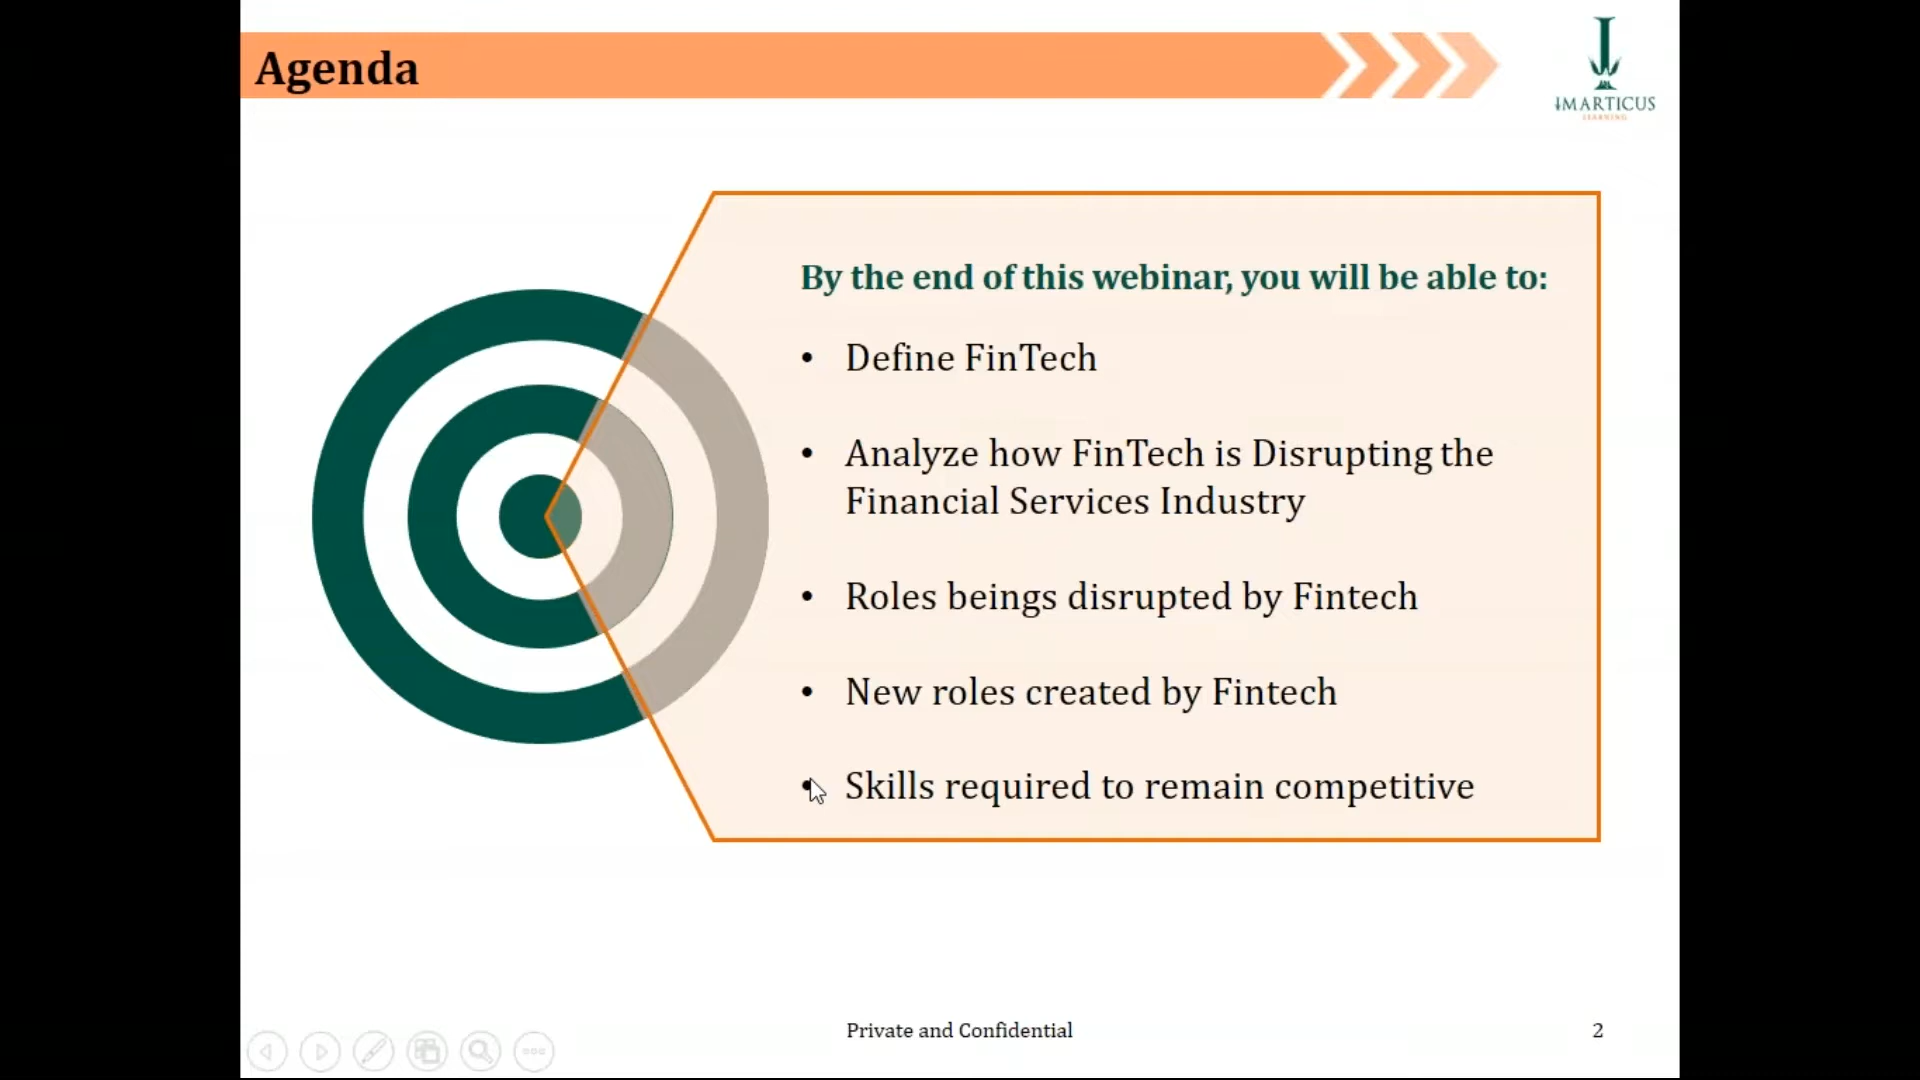 Agenda
IMARTICUS
LEARNING
By the end of this webinar, you will be able to:
• Define FinTech
• Analyze how FinTech is Disrupting the
Financial Services Industry
• Roles beings disrupted by Fintech
• New roles created by Fintech
• Skills required to remain competitive
Private and Confidential
2